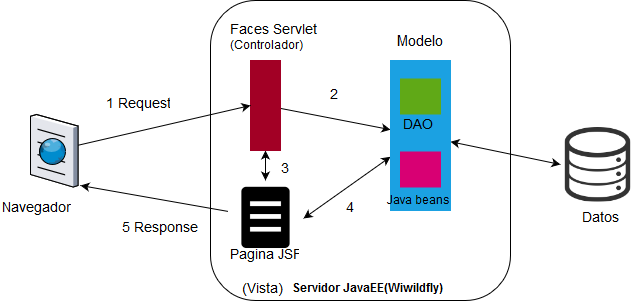 Faces Servlet
(Controlador)
Modelo
1 Request
2
DAO
3
Java beans
Navegador
4
5 Response
Datos
Pagina JSF
(Vista)
Servidor JavaEE(Wiwildfly)